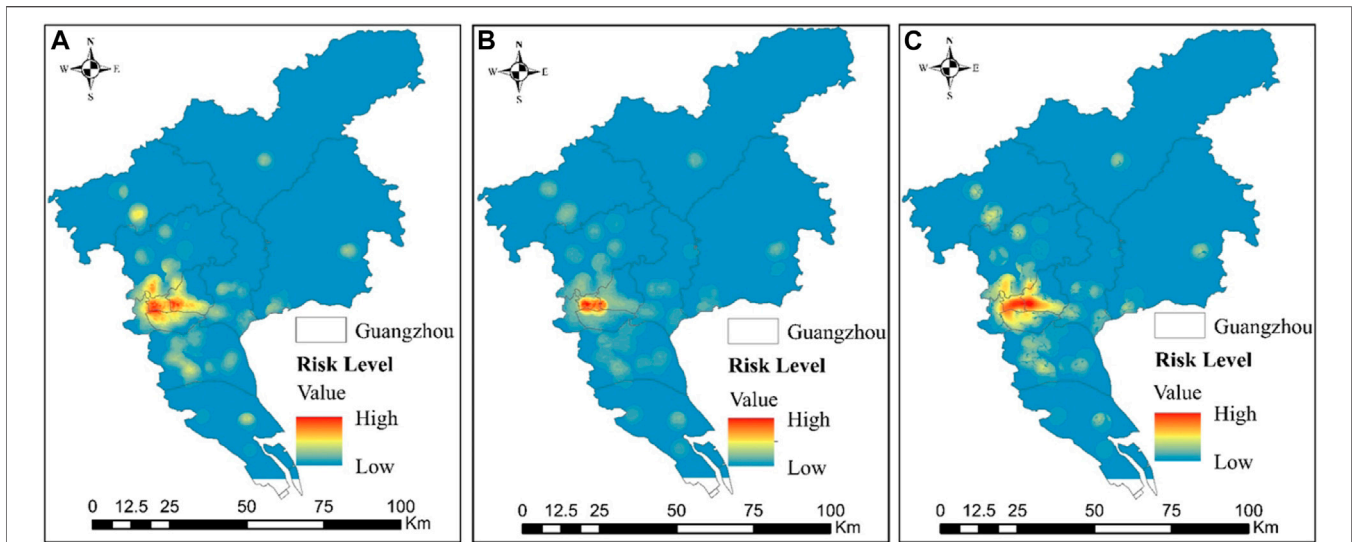 A
N
W E
S
Guangzhou
Risk Level
Value
High
Low
0 12.5 25 50 75 100
Km
B
N
W E
S
Guangzhou
Risk Level
Value
High
Low
0 12.5 25 50 75 100
Km
C
N
W E
S
Guangzhou
Risk Level
Value
High
Low
0 12.5 25 50 75 100
Km